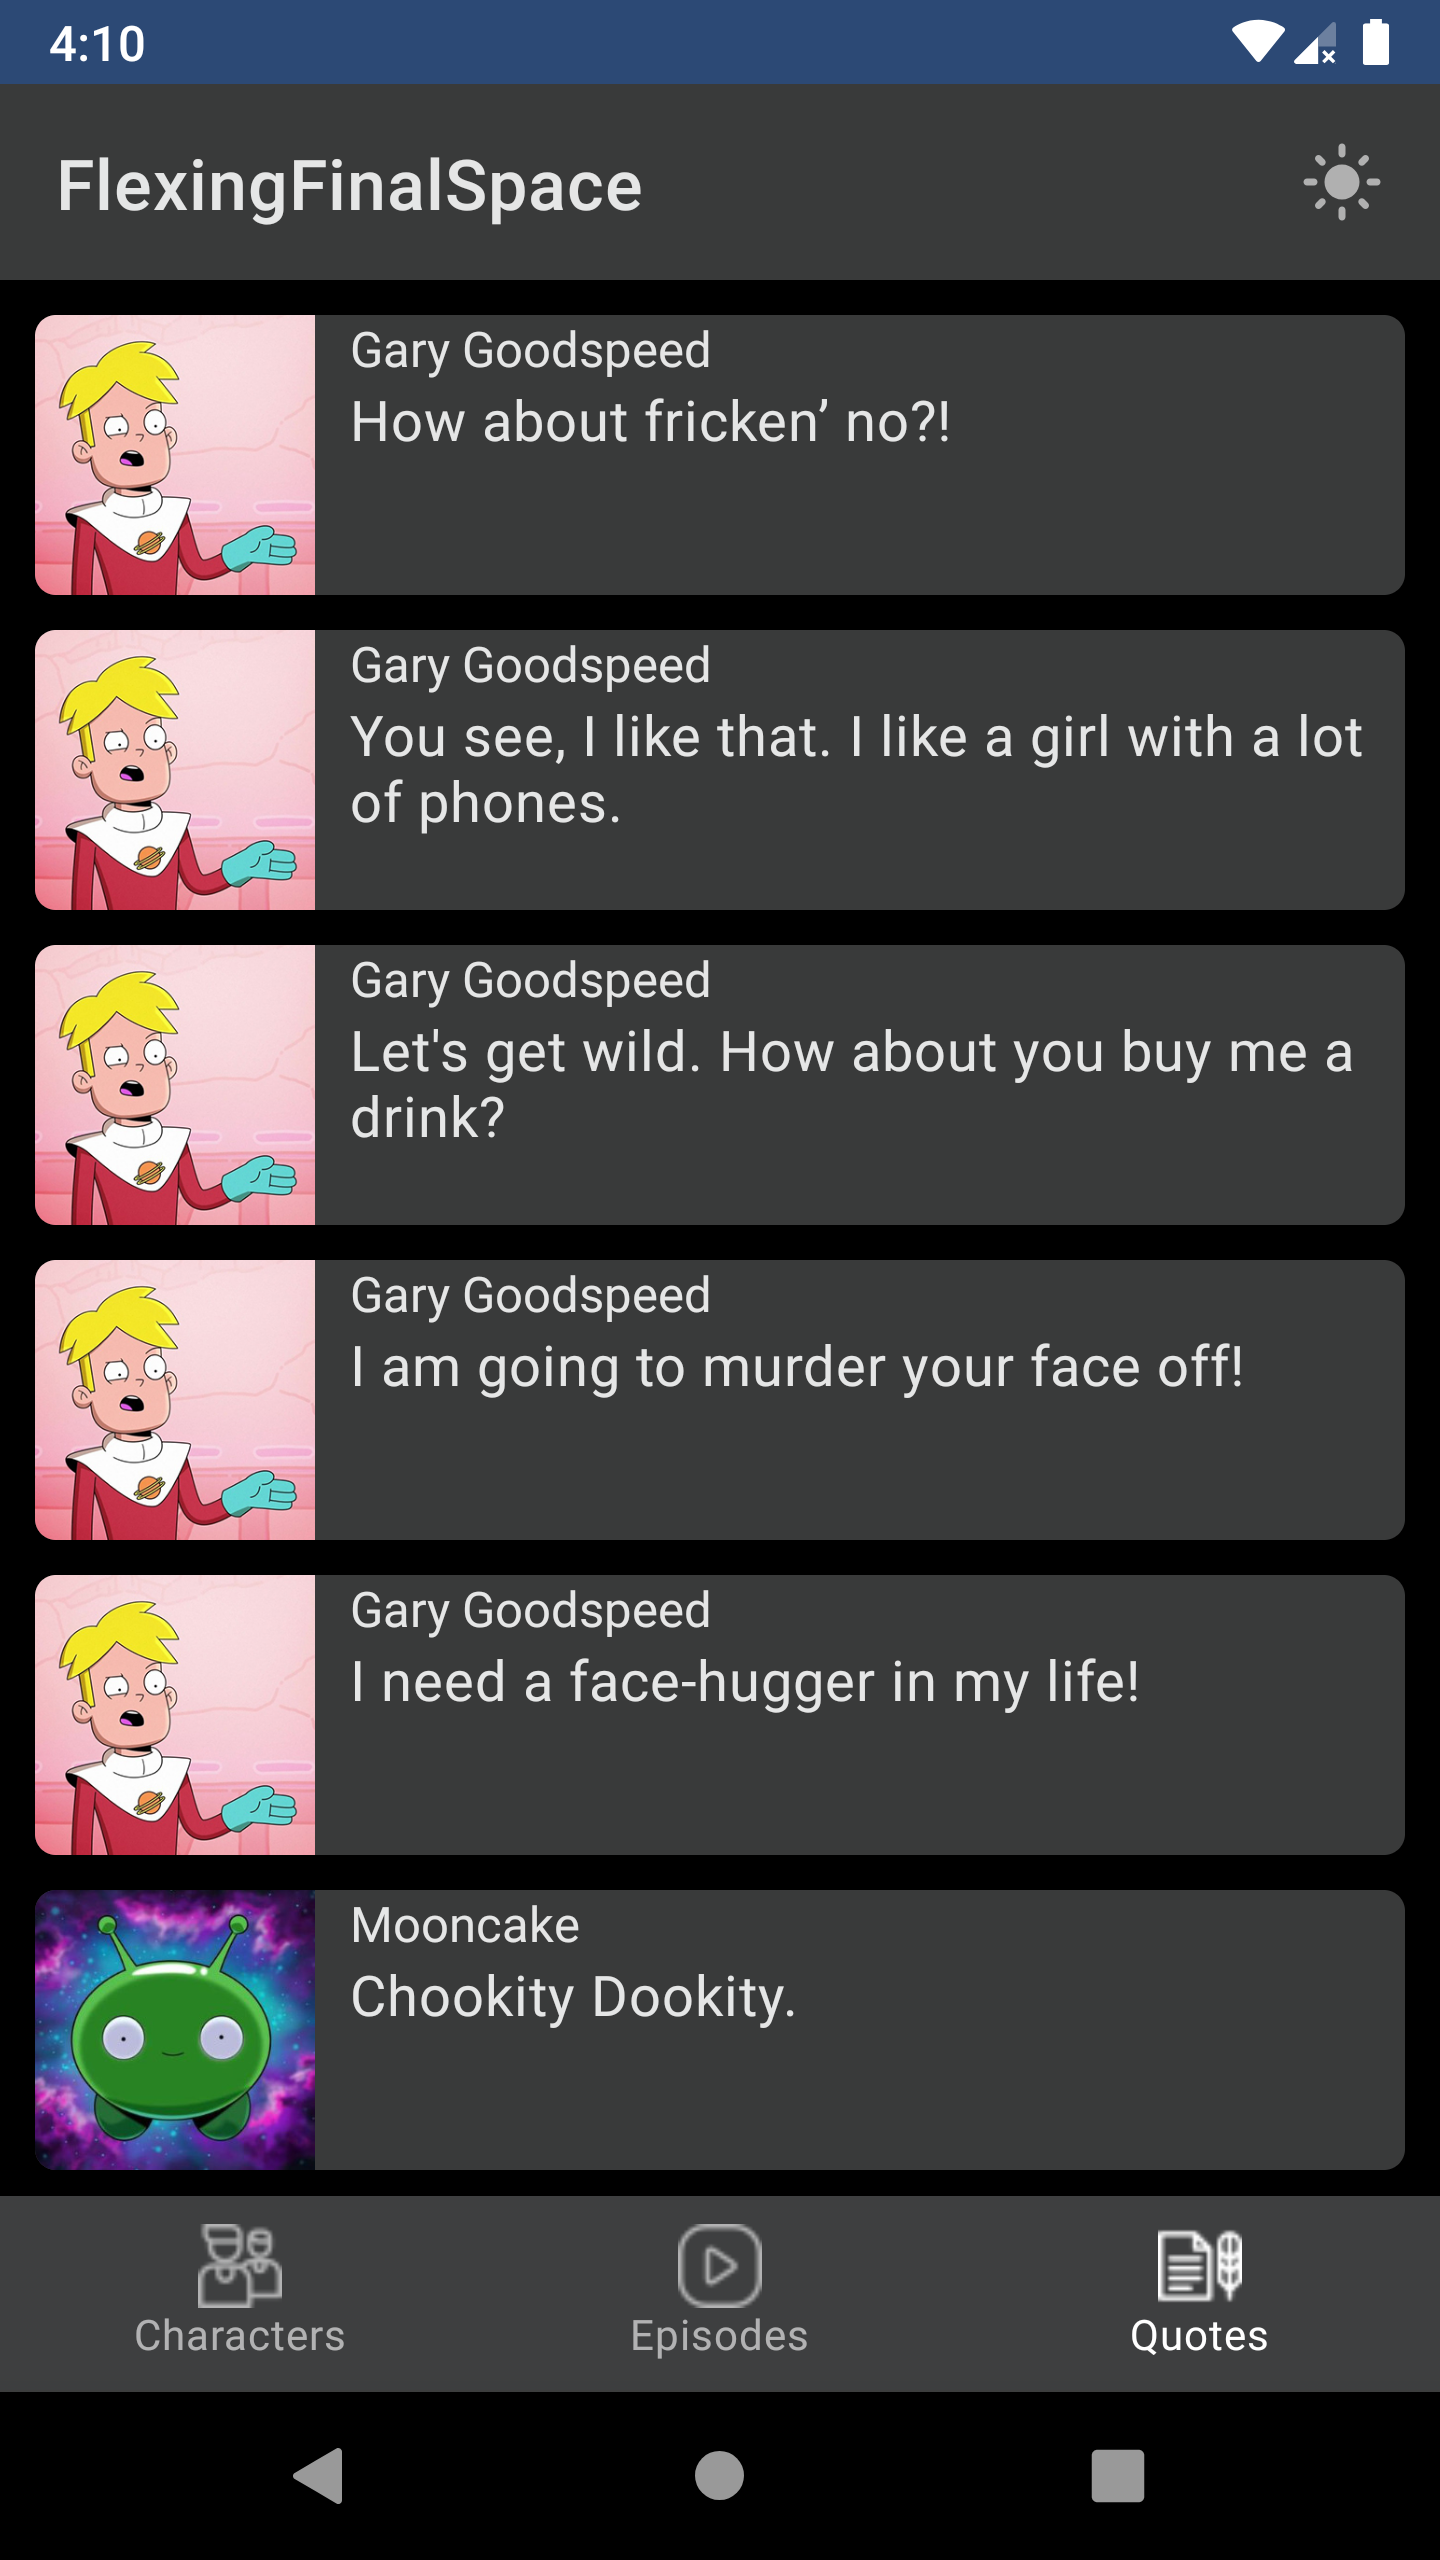 4:10
FlexingFinalSpace
Gary Goodspeed
How about fricken’ no?!
Gary Goodspeed
You see, I like that. I like a girl with a lot
of phones.
Gary Goodspeed
Let's get wild. How about you buy me a
drink?
Gary Goodspeed
I am going to murder your face off!
Gary Goodspeed
I need a face-hugger in my life!
Mooncake
Chookity Dookity.
Characters
Episodes
Quotes